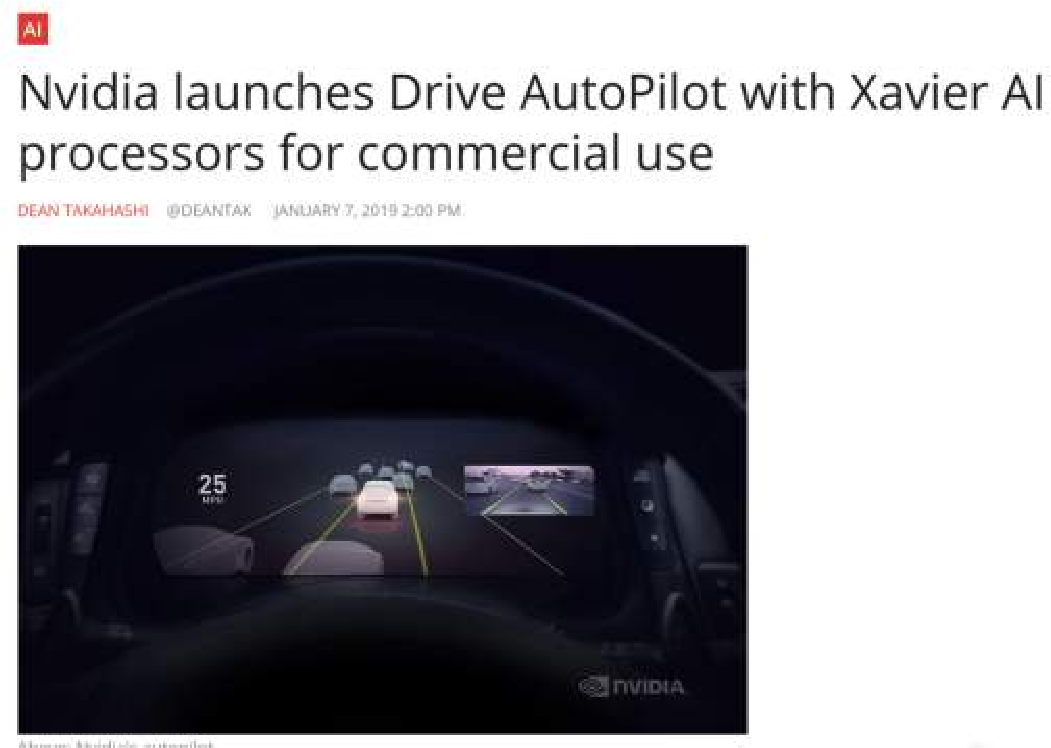 AI
Nvidia launches Drive AutoPilot with Xavier AI
processors for commercial use
DEAN TAKAHASHI @DEANTAK JANUARY 7, 2019 2:00 PM
25
MPH
NVIDIA